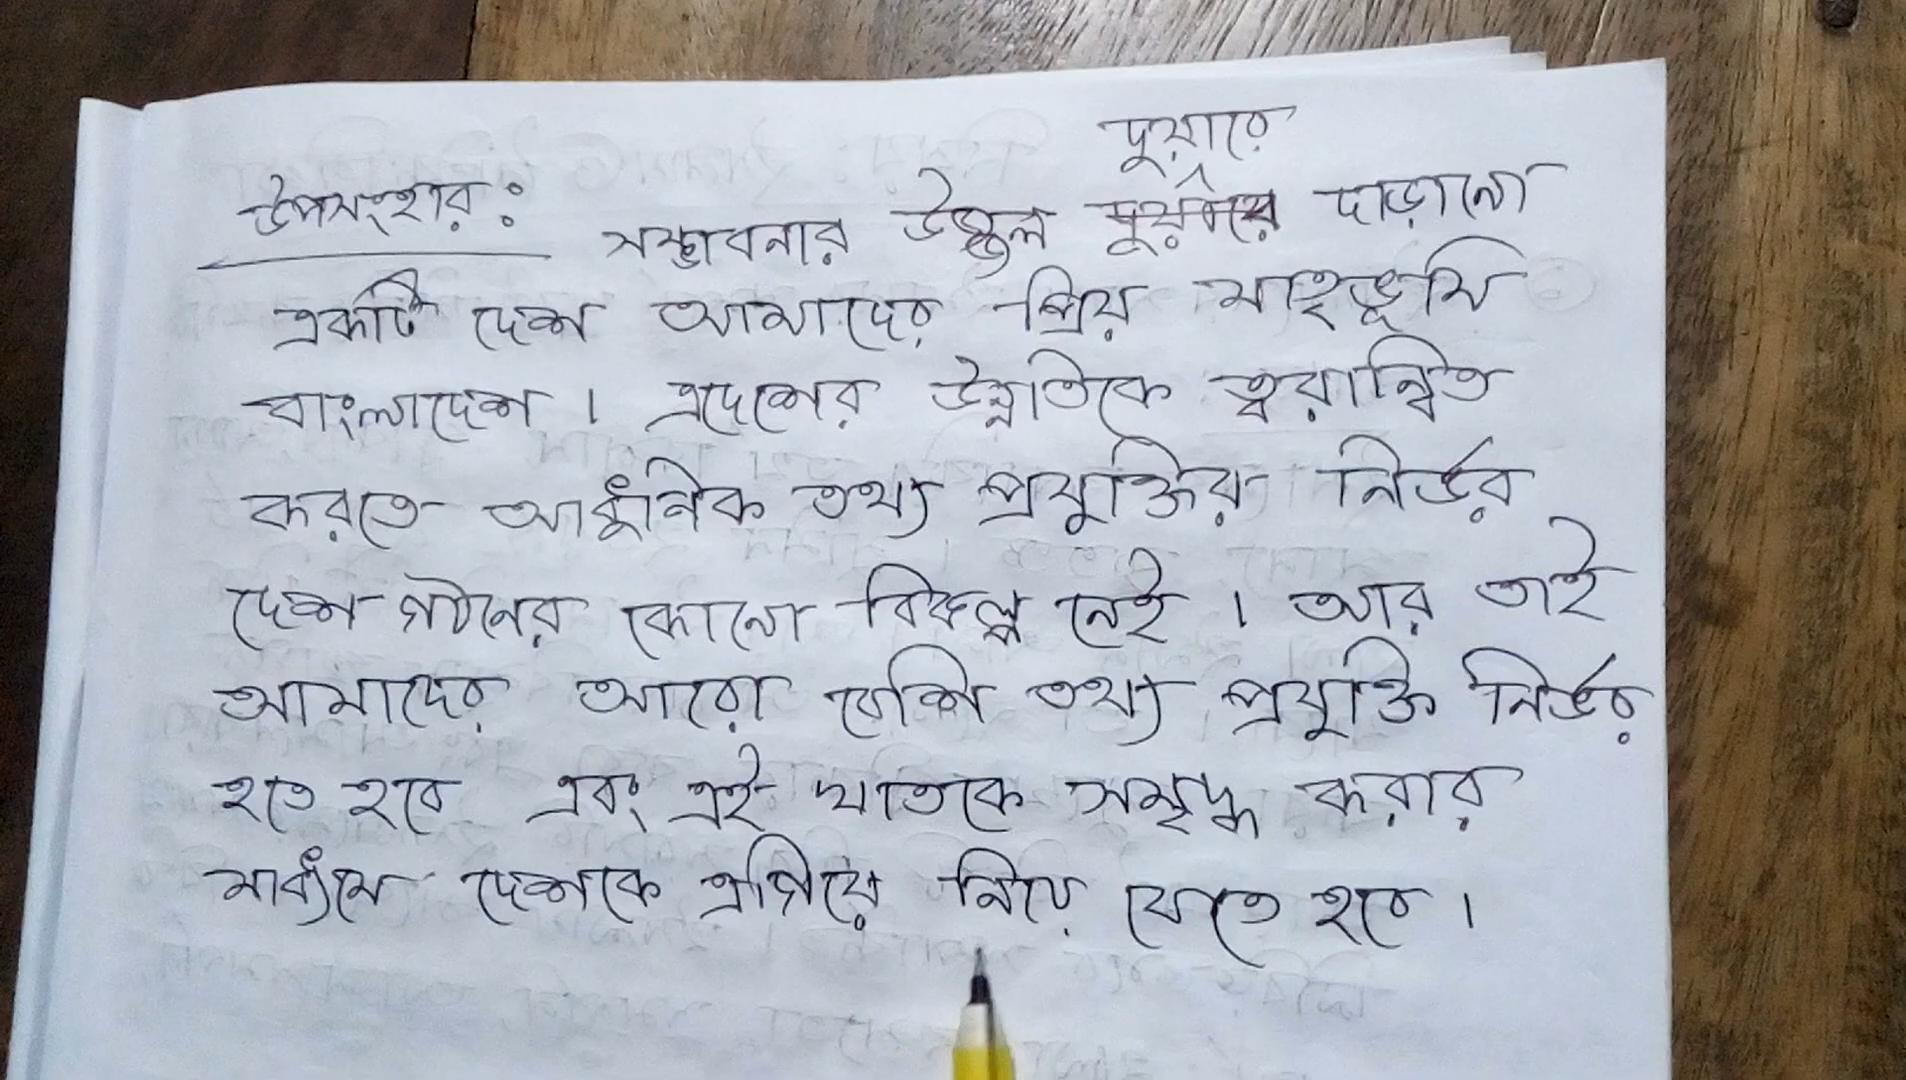 দুয়ারে
উপসংহার: সম্ভাবনার উজ্জ্বল দাড়ানো
একটি দেশ আমাদের প্রিয় মাতৃভূমি
বাংলাদেশ। এদেশের উন্নতিকে ত্বরান্বিত
করতে আধুনিক তথ্য প্রযুক্তির নির্ভর
দেশ গঠনের কোনো বিকল্প নেই। আর তাই
আমাদের আরো বেশি তথ্য প্রযুক্তি নির্ভর
হতে হবে এবং এই খাতকে সমৃদ্ধ করার
মাধ্যমে দেশকে এগিয়ে নিয়ে যেতে হবে।